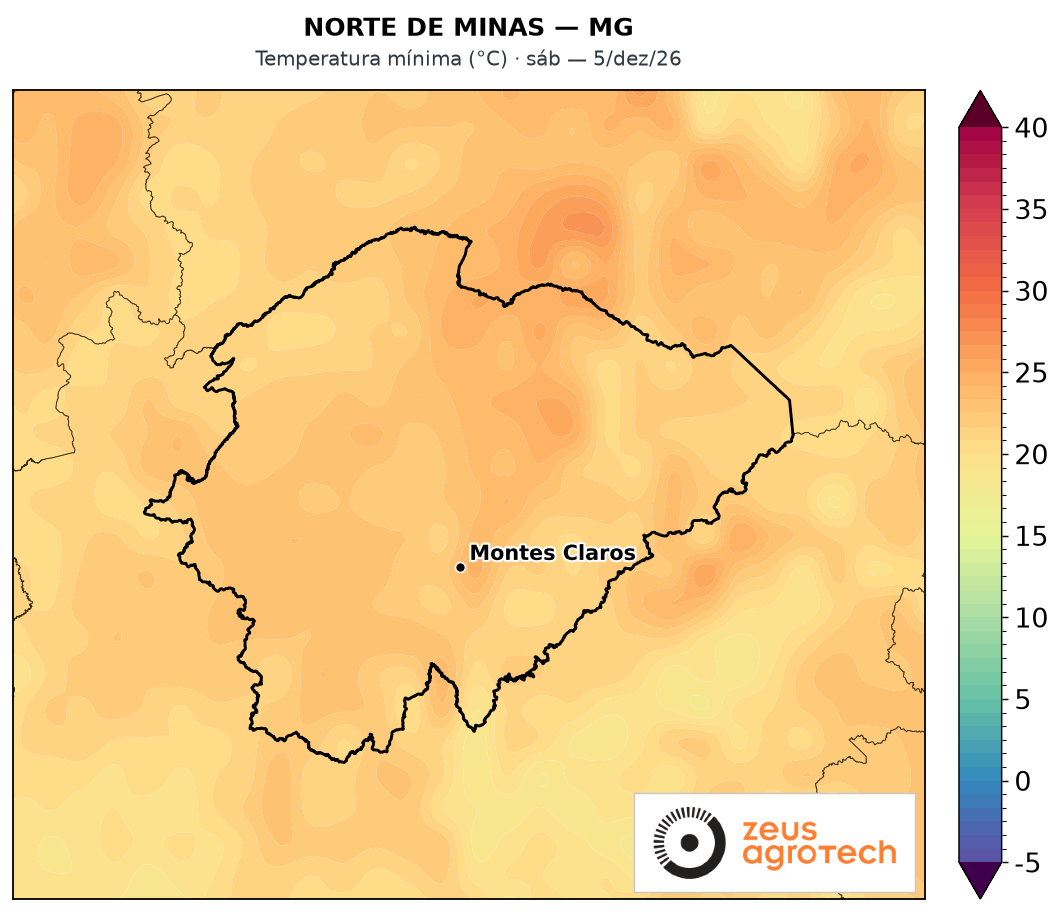 NORTE DE MINAS — MG
Temperatura mínima (°C) · sáb — 5/dez/26
40
35
30
25
20
15
10
5
0
-5
Montes Claros
zeus
agrotech